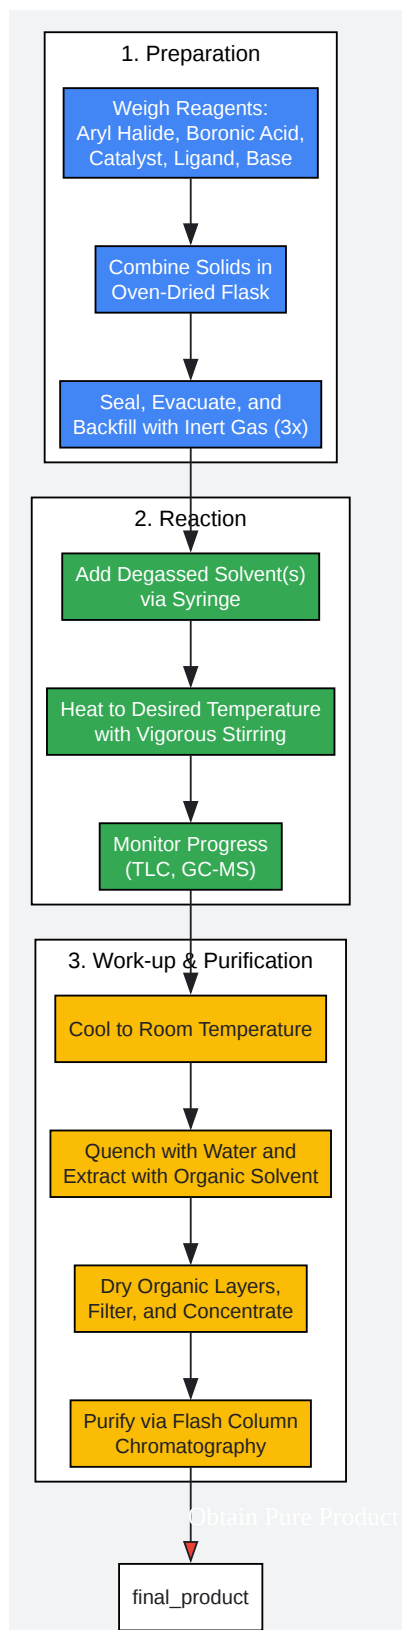 1. Preparation
Weigh Reagents:
Aryl Halide, Boronic Acid,
Catalyst, Ligand, Base
Combine Solids in
Oven-Dried Flask
Seal, Evacuate, and
Backfill with Inert Gas (3x)
2. Reaction
Add Degassed Solvent(s)
via Syringe
Heat to Desired Temperature
with Vigorous Stirring
Monitor Progress
(TLC, GC-MS)
3. Work-up & Purification
Cool to Room Temperature
Quench with Water and
Extract with Organic Solvent
Dry Organic Layers,
Filter, and Concentrate
Purify via Flash Column
Chromatography
Obtain Pure Product
final_product